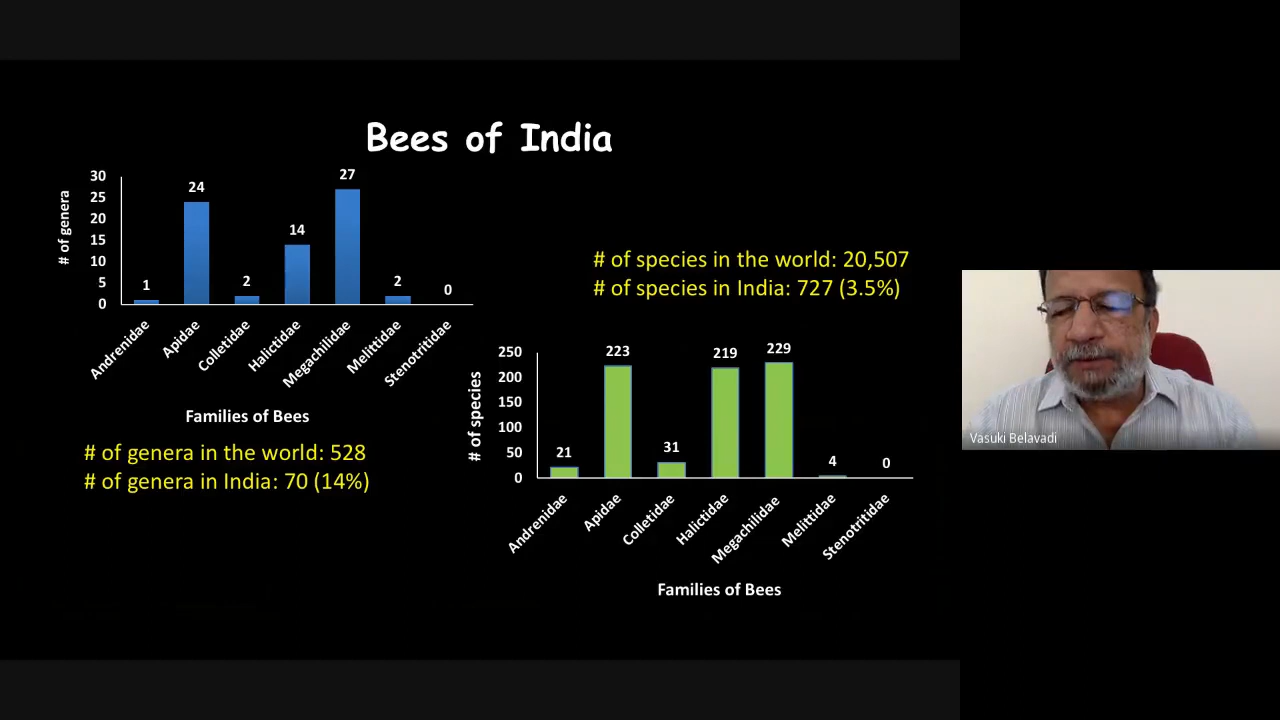 Bees of India
# of genera
30
25
20
15
10
5
0
1
24
2
14
27
2
0
Andrenidae
Apidae
Colletidae
Halictidae
Megachilidae
Melittidae
Stenotritidae
Families of Bees
# of genera in the world: 528
# of genera in India: 70 (14%)
# of species in the world: 20,507
# of species in India: 727 (3.5%)
# of species
250
200
150
100
50
0
21
223
31
219
229
4
0
Andrenidae
Apidae
Colletidae
Halictidae
Megachilidae
Melittidae
Stenotritidae
Families of Bees
Vasuki Belavadi